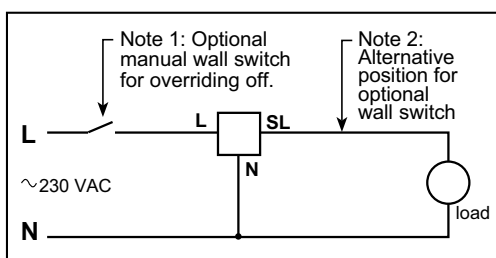 Note 1: Optional
manual wall switch
for overriding off.
Note 2:
Alternative
position for
optional
wall switch
L
L
SL
N
~230 VAC
load
N